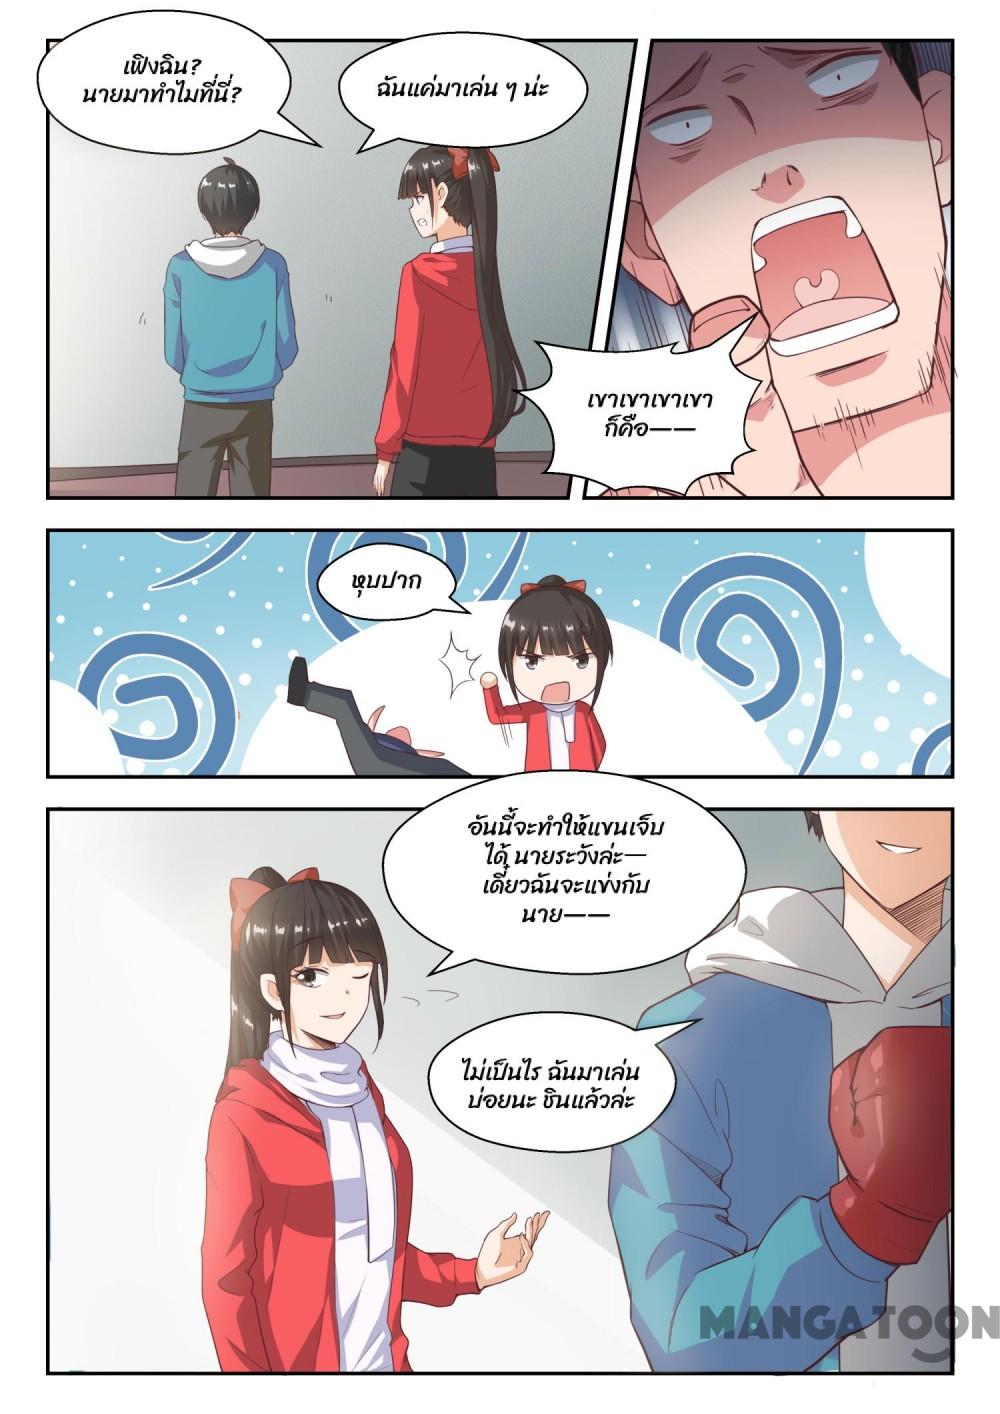 เฟิงฉิน?
นายมาทำไมที่นี่?
ฉันแค่มาเล่น ๆ น่ะ
เขาเขาเขาเขา
ก็คือ——
หุบปาก
อันนี้จะทำให้แขนเจ็บ
ได้ นายระวังล่ะ—
เดี๋ยวฉันจะแข่งกับ
นาย——
ไม่เป็นไร ฉันมาเล่น
บ่อยนะ ชินแล้วล่ะ
MANGATOON